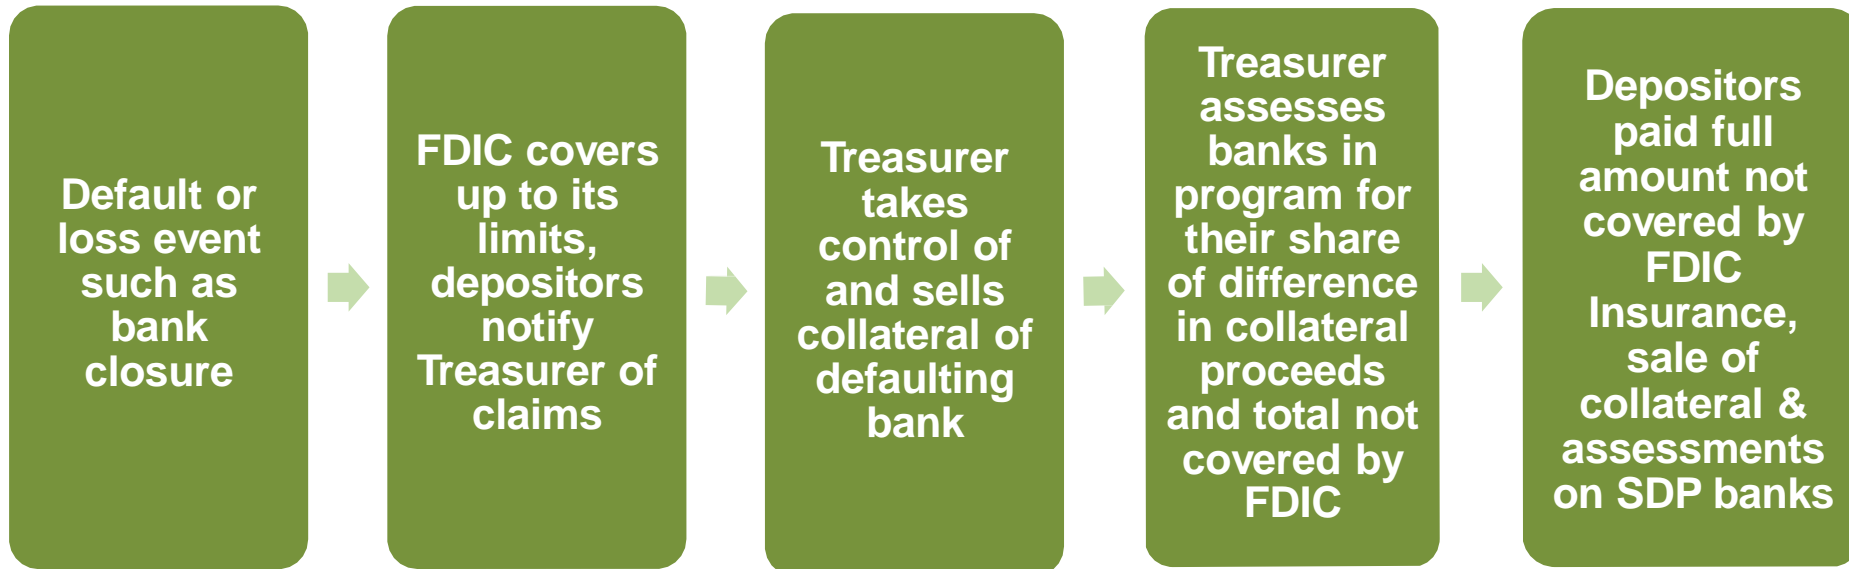 Default or
loss event
such as
bank
closure
FDIC covers
up to its
limits,
depositors
notify
Treasurer of
claims
Treasurer
takes
control of
and sells
collateral of
defaulting
bank
Treasurer
assesses
banks in
program for
their share
of difference
in collateral
proceeds
and total not
covered by
FDIC
Depositors
paid full
amount not
covered by
FDIC
Insurance,
sale of
collateral &
assessments
on SDP banks